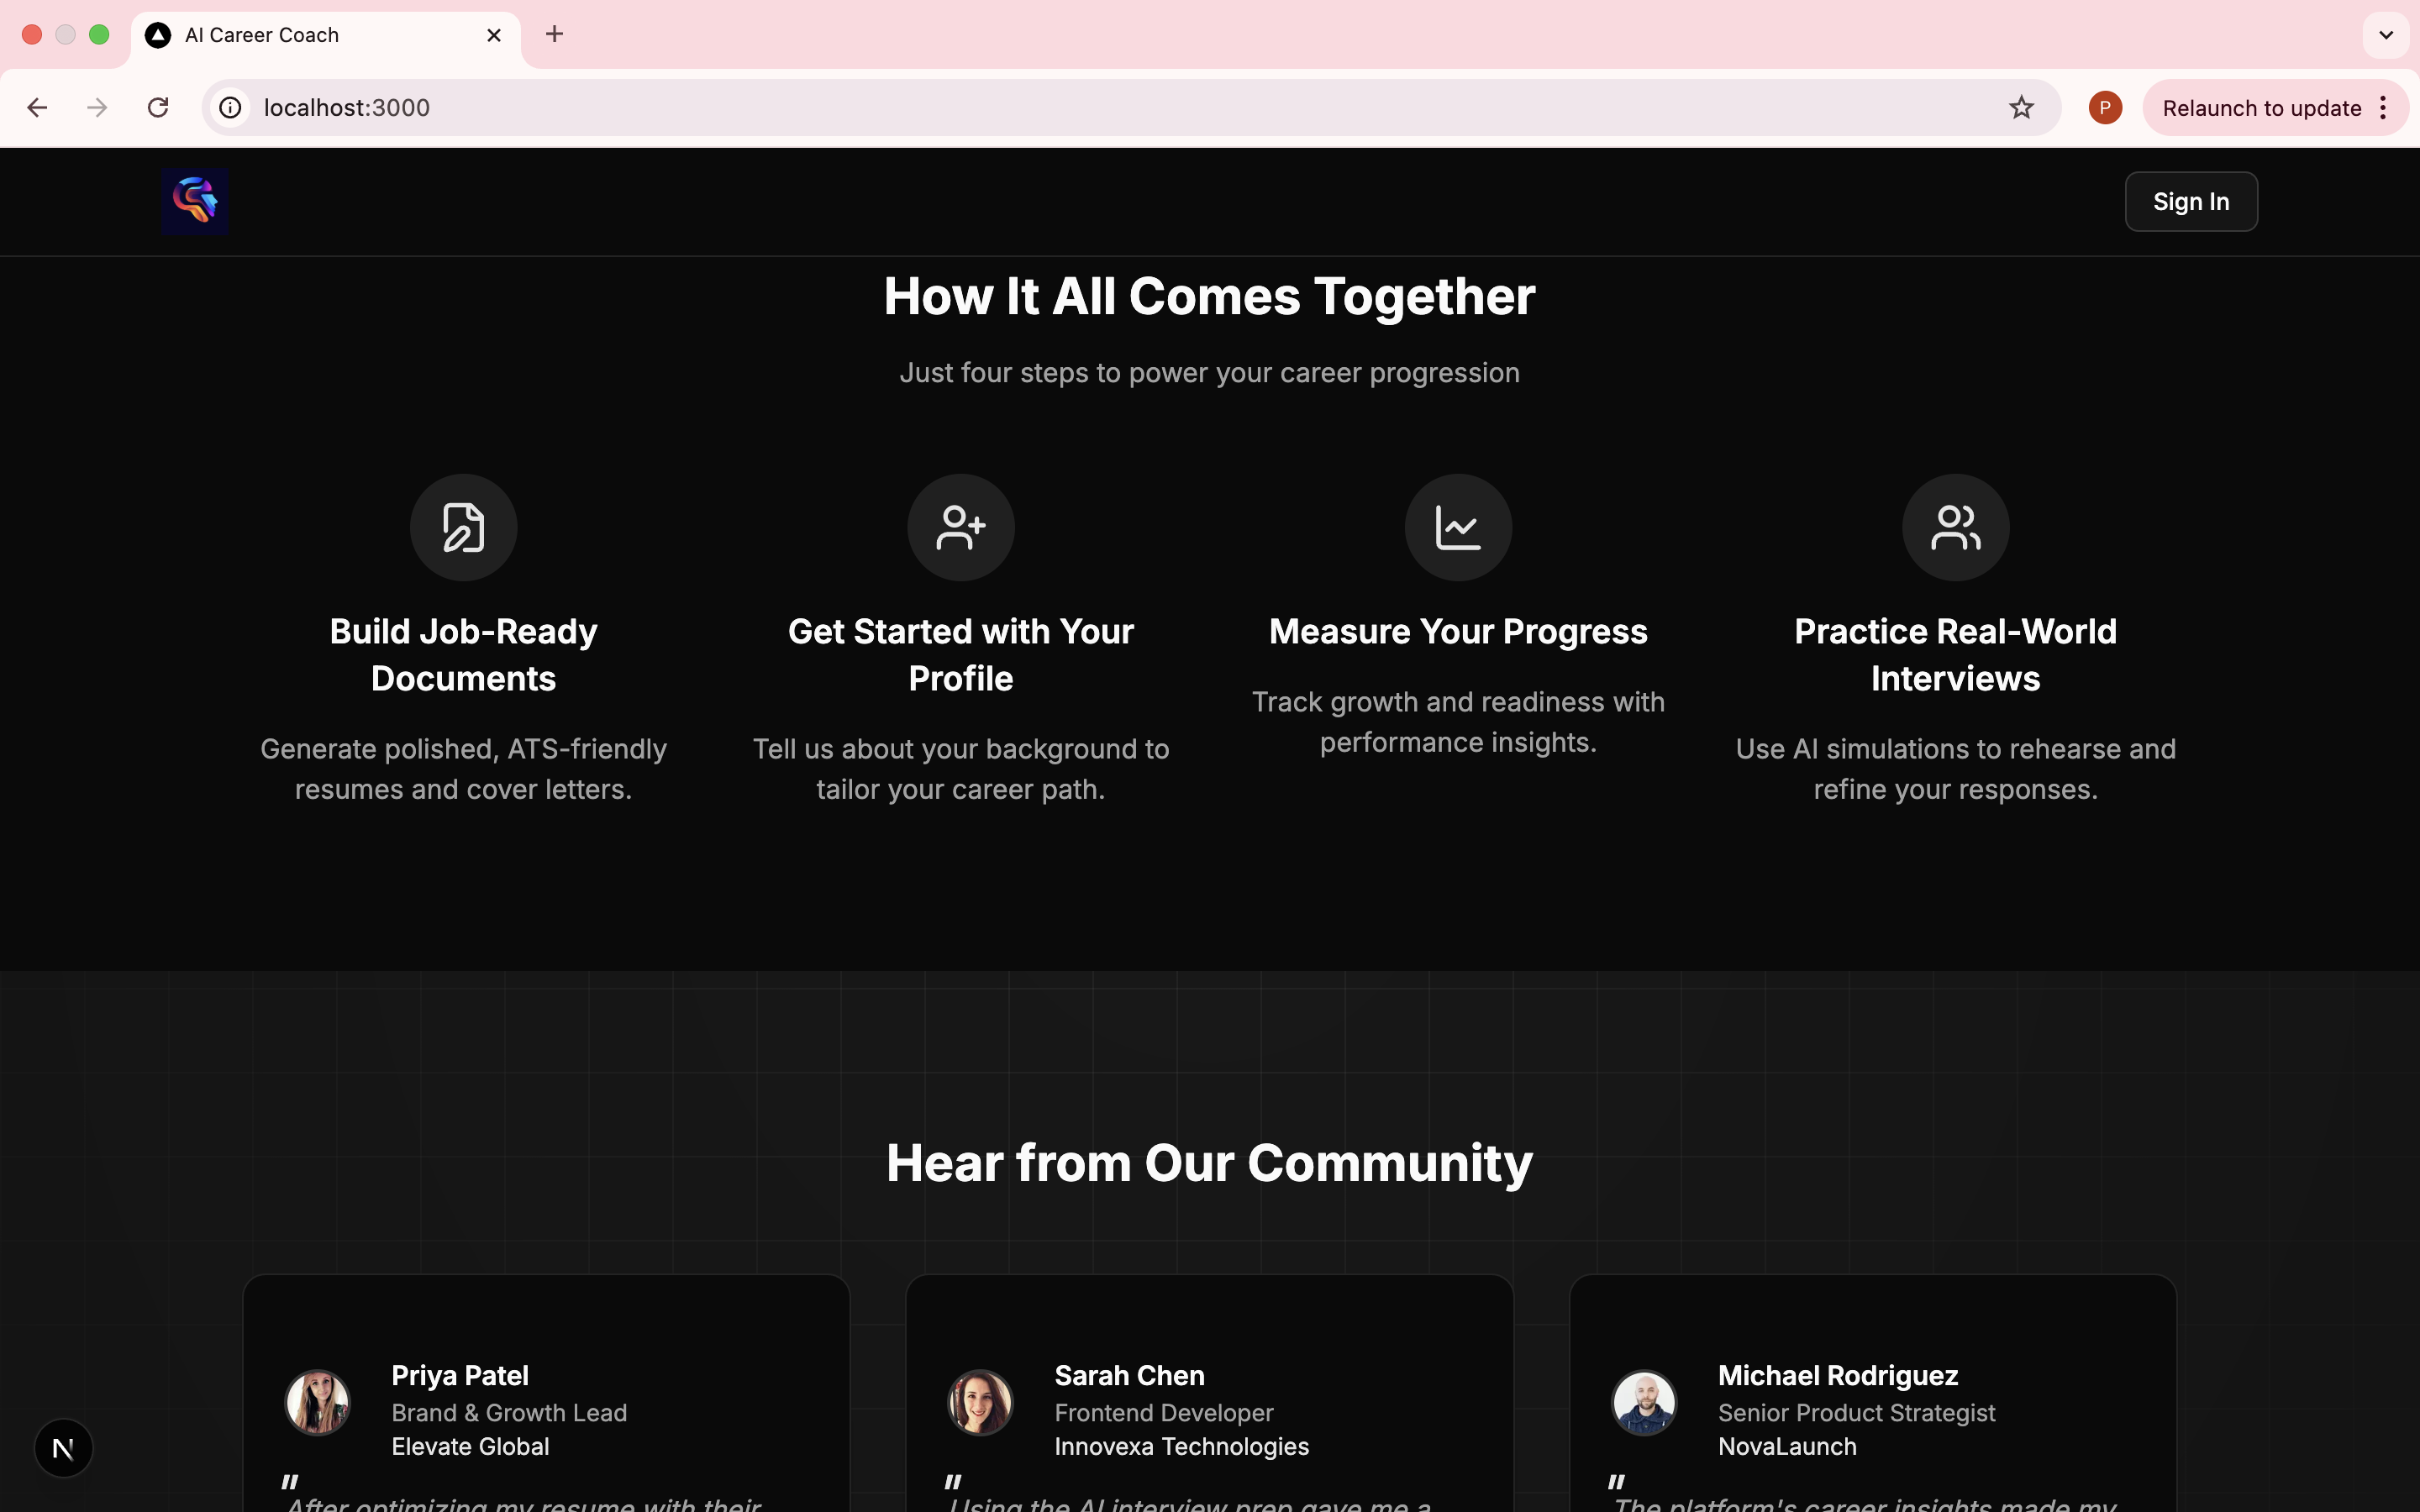 AI Career Coach
localhost:3000
P
Relaunch to update
Sign In
How It All Comes Together
Just four steps to power your career progression
Build Job-Ready
Documents
Generate polished, ATS-friendly
resumes and cover letters.
Get Started with Your
Profile
Tell us about your background to
tailor your career path.
Measure Your Progress
Track growth and readiness with
performance insights.
Practice Real-World
Interviews
Use AI simulations to rehearse and
refine your responses.
Hear from Our Community
Priya Patel
Brand & Growth Lead
Elevate Global
"
After optimizing my resume with their
Sarah Chen
Frontend Developer
Innovexa Technologies
"
Using the AI interview prep gave me a
Michael Rodriguez
Senior Product Strategist
NovaLaunch
"
The platform's career insights made my
N